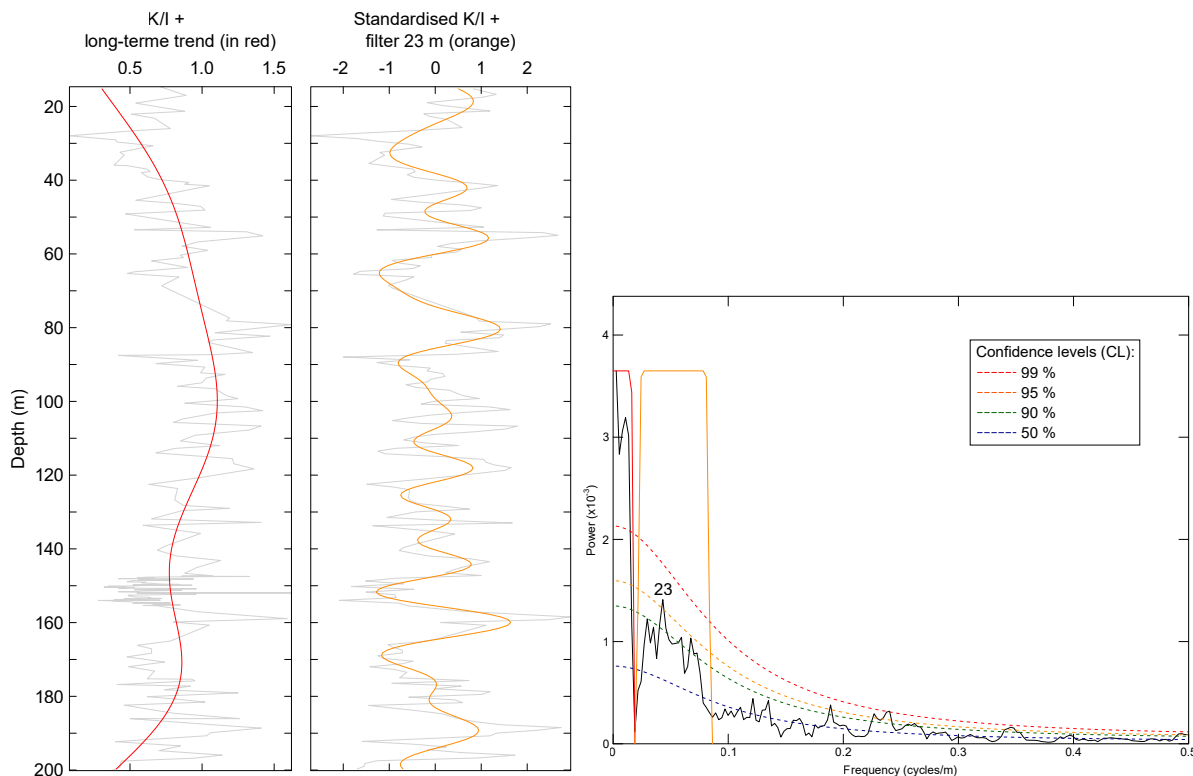 K/I +
long-terme trend (in red)
0.5 1.0 1.5
Standardised K/I +
filter 23 m (orange)
-2 -1 0 1 2
Depth (m)
20
40
60
80
100
120
140
160
180
200
Power (x10⁻³)
4
3
2
1
0
23
Confidence levels (CL):
99 %
95 %
90 %
50 %
0 0.1 0.2 0.3 0.4 0.5
Frequency (cycles/m)